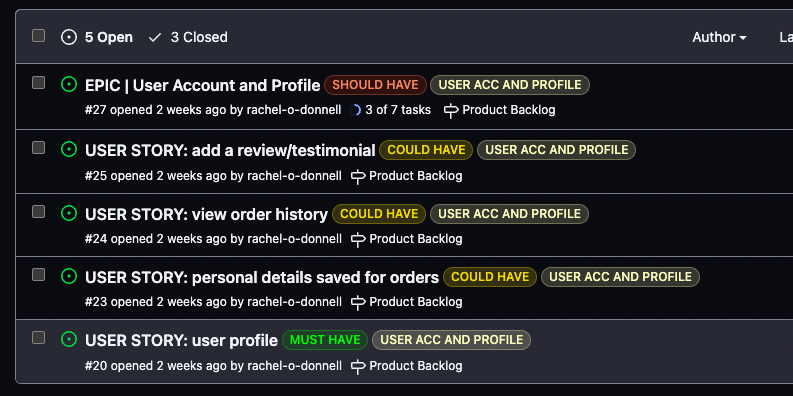 5 Open 3 Closed Author
EPIC | User Account and Profile SHOULD HAVE USER ACC AND PROFILE
#27 opened 2 weeks ago by rachel-o-donnell 3 of 7 tasks Product Backlog
USER STORY: add a review/testimonial COULD HAVE USER ACC AND PROFILE
#25 opened 2 weeks ago by rachel-o-donnell Product Backlog
USER STORY: view order history COULD HAVE USER ACC AND PROFILE
#24 opened 2 weeks ago by rachel-o-donnell Product Backlog
USER STORY: personal details saved for orders COULD HAVE USER ACC AND PROFILE
#23 opened 2 weeks ago by rachel-o-donnell Product Backlog
USER STORY: user profile MUST HAVE USER ACC AND PROFILE
#20 opened 2 weeks ago by rachel-o-donnell Product Backlog